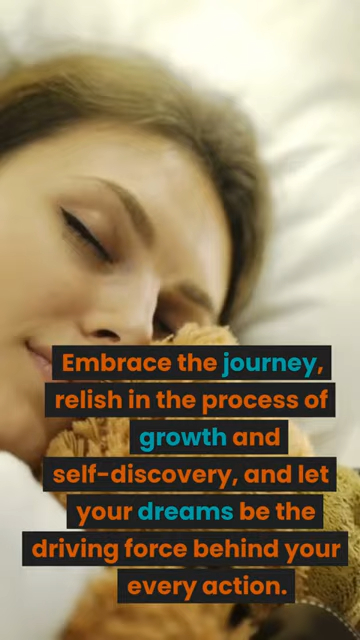 Embrace the journey,
relish in the process of
growth and
self-discovery, and let
your dreams be the
driving force behind your
every action.